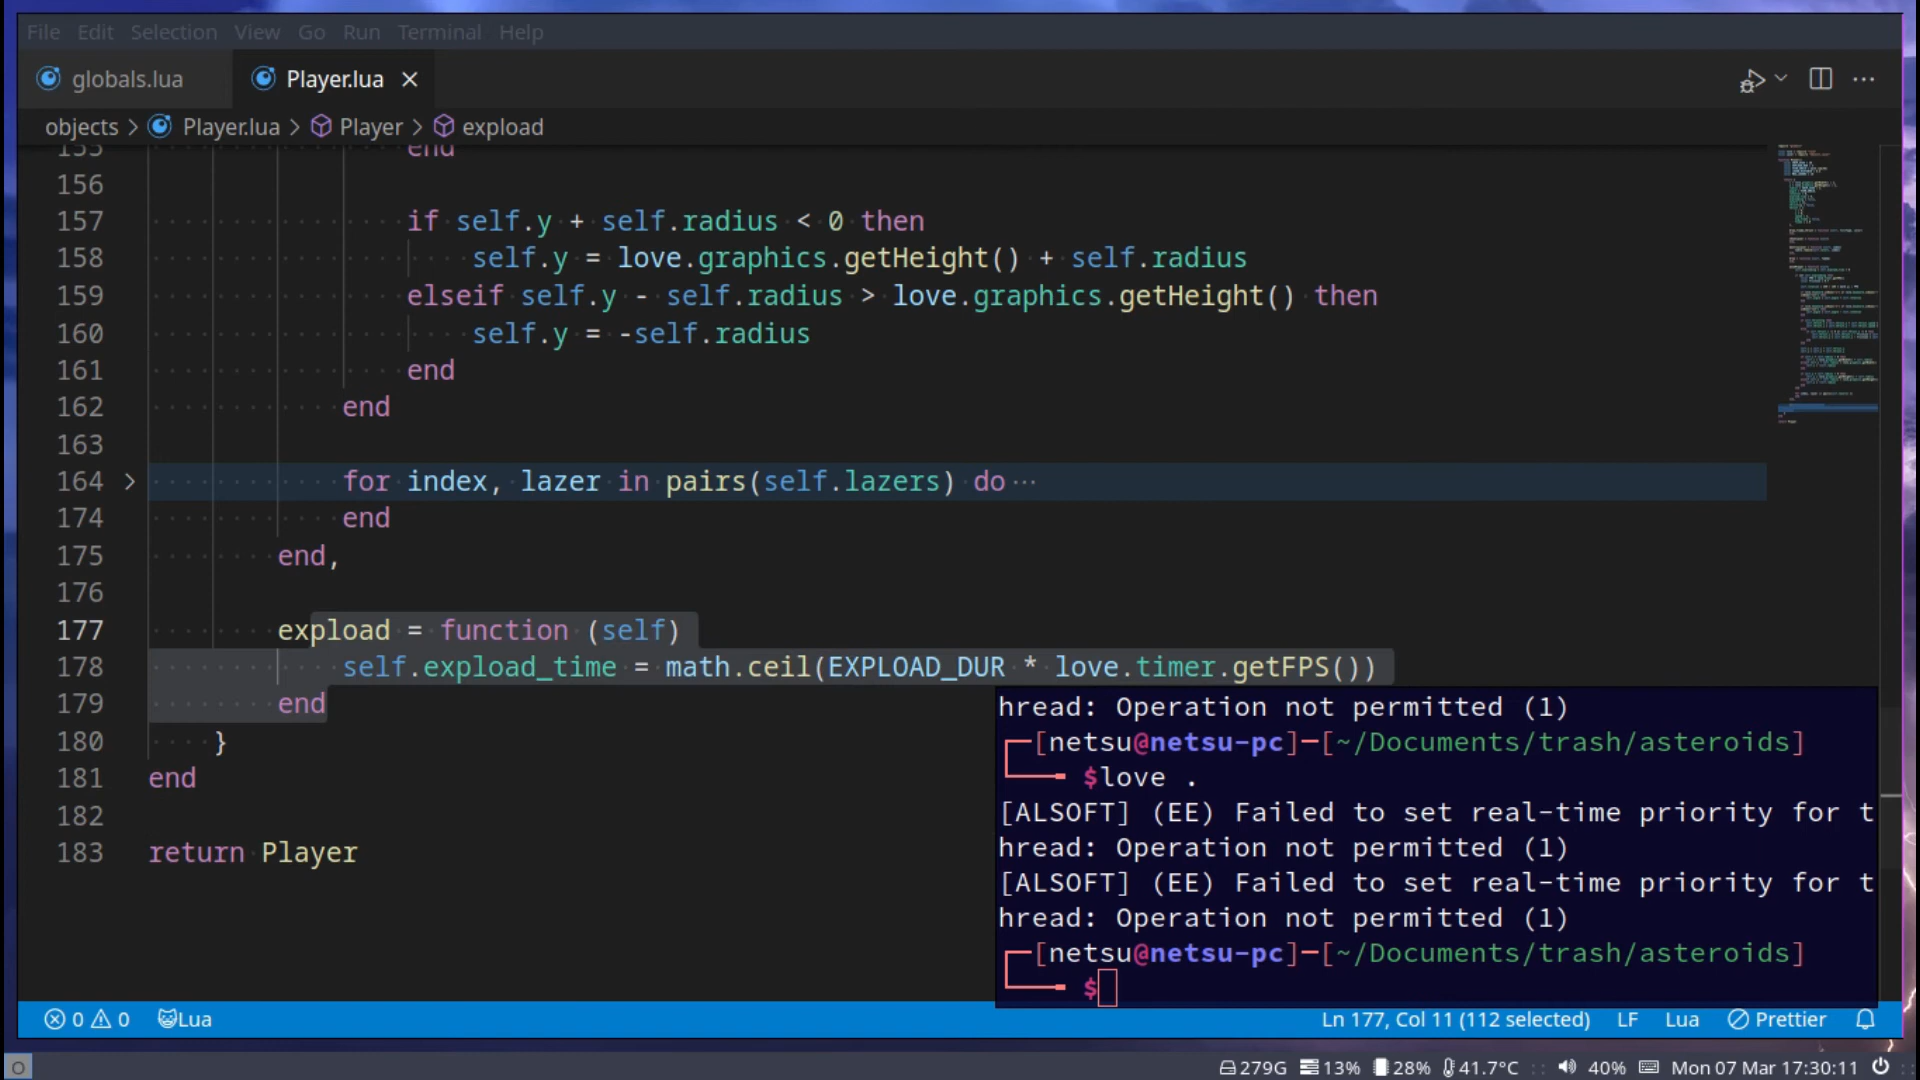 File Edit Selection View Go Run Terminal Help
globals.lua Player.lua
objects > Player.lua > Player > expload
155 end
156
157 if self.y + self.radius < 0 then
158 self.y = love.graphics.getHeight() + self.radius
159 elseif self.y - self.radius > love.graphics.getHeight() then
160 self.y = -self.radius
161 end
162 end
163
164 for index, lazer in pairs(self.lazers) do ...
174 end
175 end,
176
177 expload = function (self)
178 self.expload_time = math.ceil(EXPLOAD_DUR * love.timer.getFPS())
179 end
180 }
181 end
182
183 return Player
hread: Operation not permitted (1)
[netsu@netsu-pc]─[~/Documents/trash/asteroids]
$love .
[ALSOFT] (EE) Failed to set real-time priority for t
hread: Operation not permitted (1)
[ALSOFT] (EE) Failed to set real-time priority for t
hread: Operation not permitted (1)
[netsu@netsu-pc]─[~/Documents/trash/asteroids]
$
0 0 Lua Ln 177, Col 11 (112 selected) LF Lua Prettier
279G 13% 28% 41.7°C 40% Mon 07 Mar 17:30:11